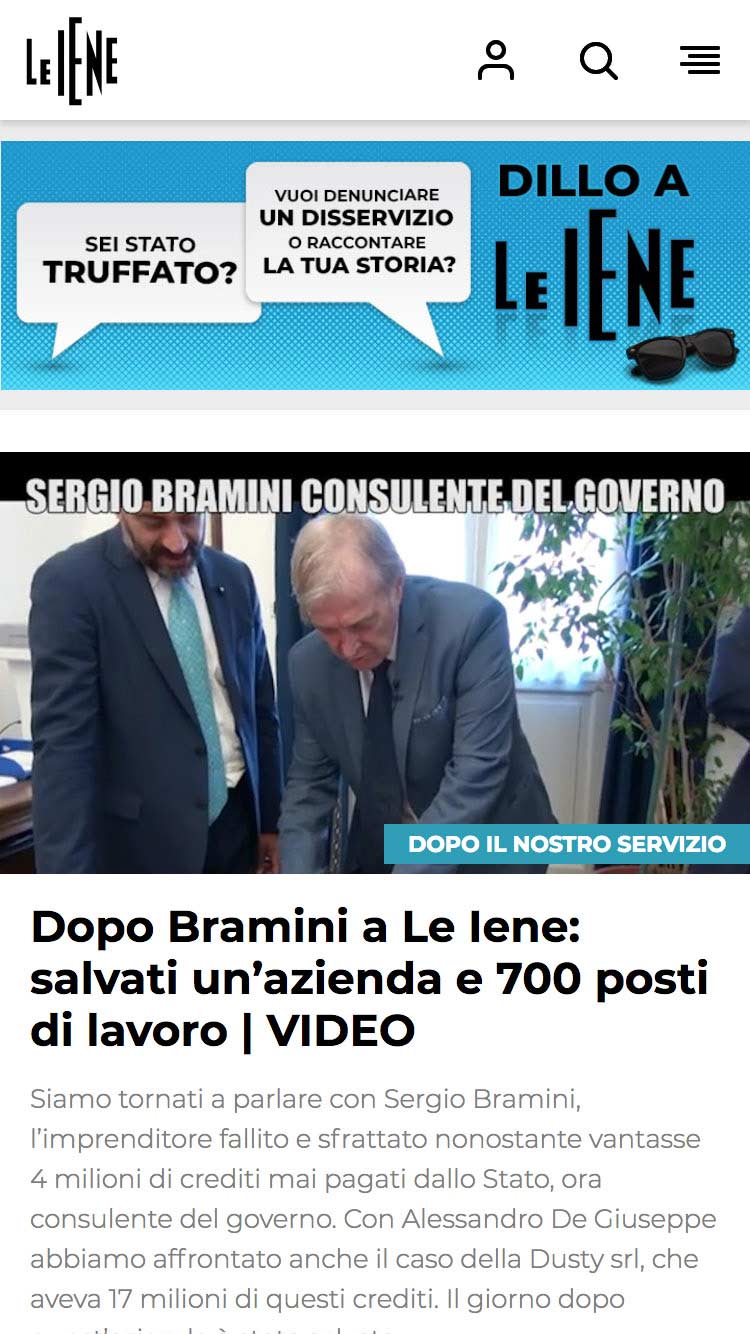 LE IENE
SEI STATO
TRUFFATO?
VUOI DENUNCIARE
UN DISSERVIZIO
O RACCONTARE
LA TUA STORIA?
DILLO A
LE IENE
SERGIO BRAMINI CONSULENTE DEL GOVERNO
DOPO IL NOSTRO SERVIZIO
Dopo Bramini a Le Iene:
salvati un’azienda e 700 posti
di lavoro | VIDEO
Siamo tornati a parlare con Sergio Bramini,
l’imprenditore fallito e sfrattato nonostante vantasse
4 milioni di crediti mai pagati dallo Stato, ora
consulente del governo. Con Alessandro De Giuseppe
abbiamo affrontato anche il caso della Dusty srl, che
aveva 17 milioni di questi crediti. Il giorno dopo